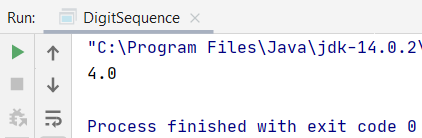 Run: DigitSequence
"C:\Program Files\Java\jdk-14.0.2\
4.0
Process finished with exit code 0